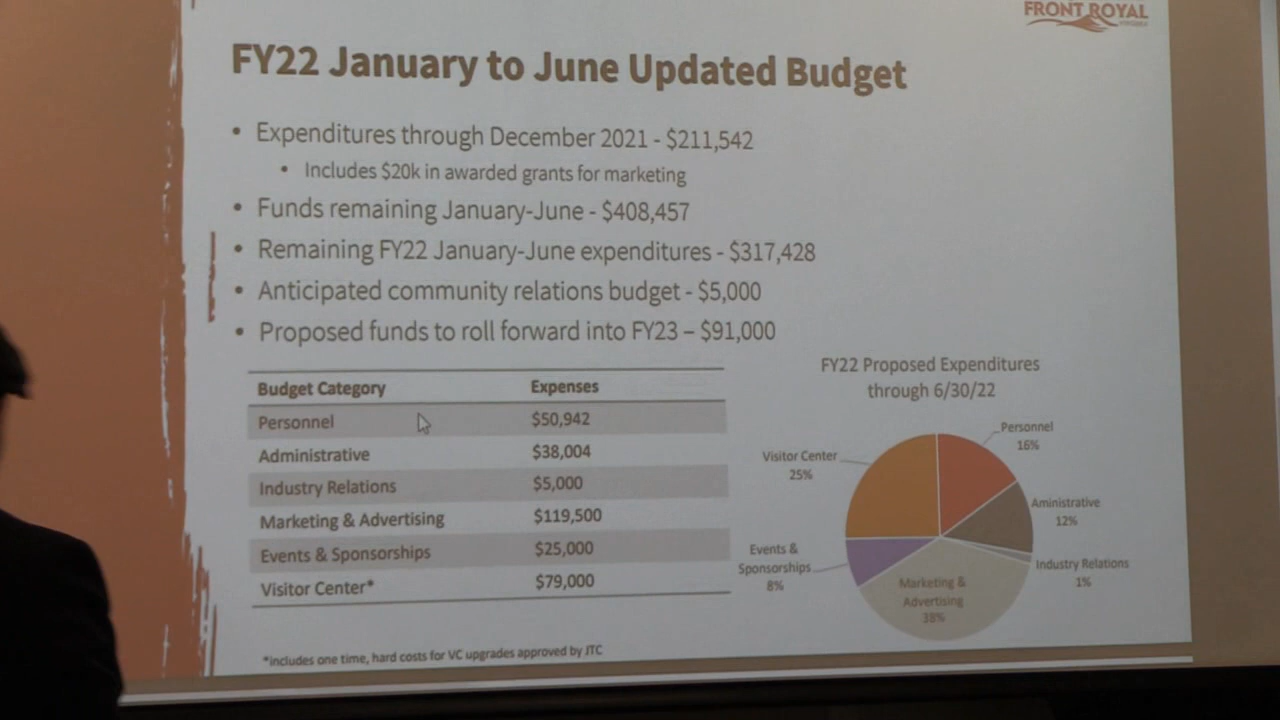 FRONT ROYAL
FY22 January to June Updated Budget
• Expenditures through December 2021 - $211,542
• Includes $20k in awarded grants for marketing
• Funds remaining January-June - $408,457
• Remaining FY22 January-June expenditures - $317,428
• Anticipated community relations budget - $5,000
• Proposed funds to roll forward into FY23 – $91,000
Budget Category Expenses
Personnel $50,942
Administrative $38,004
Industry Relations $5,000
Marketing & Advertising $119,500
Events & Sponsorships $25,000
Visitor Center* $79,000
*includes one time, hard costs for VC upgrades approved by JTC
FY22 Proposed Expenditures
through 6/30/22
Personnel
16%
Visitor Center
25%
Aministrative
12%
Events &
Sponsorships
8%
Industry Relations
1%
Marketing &
Advertising
38%